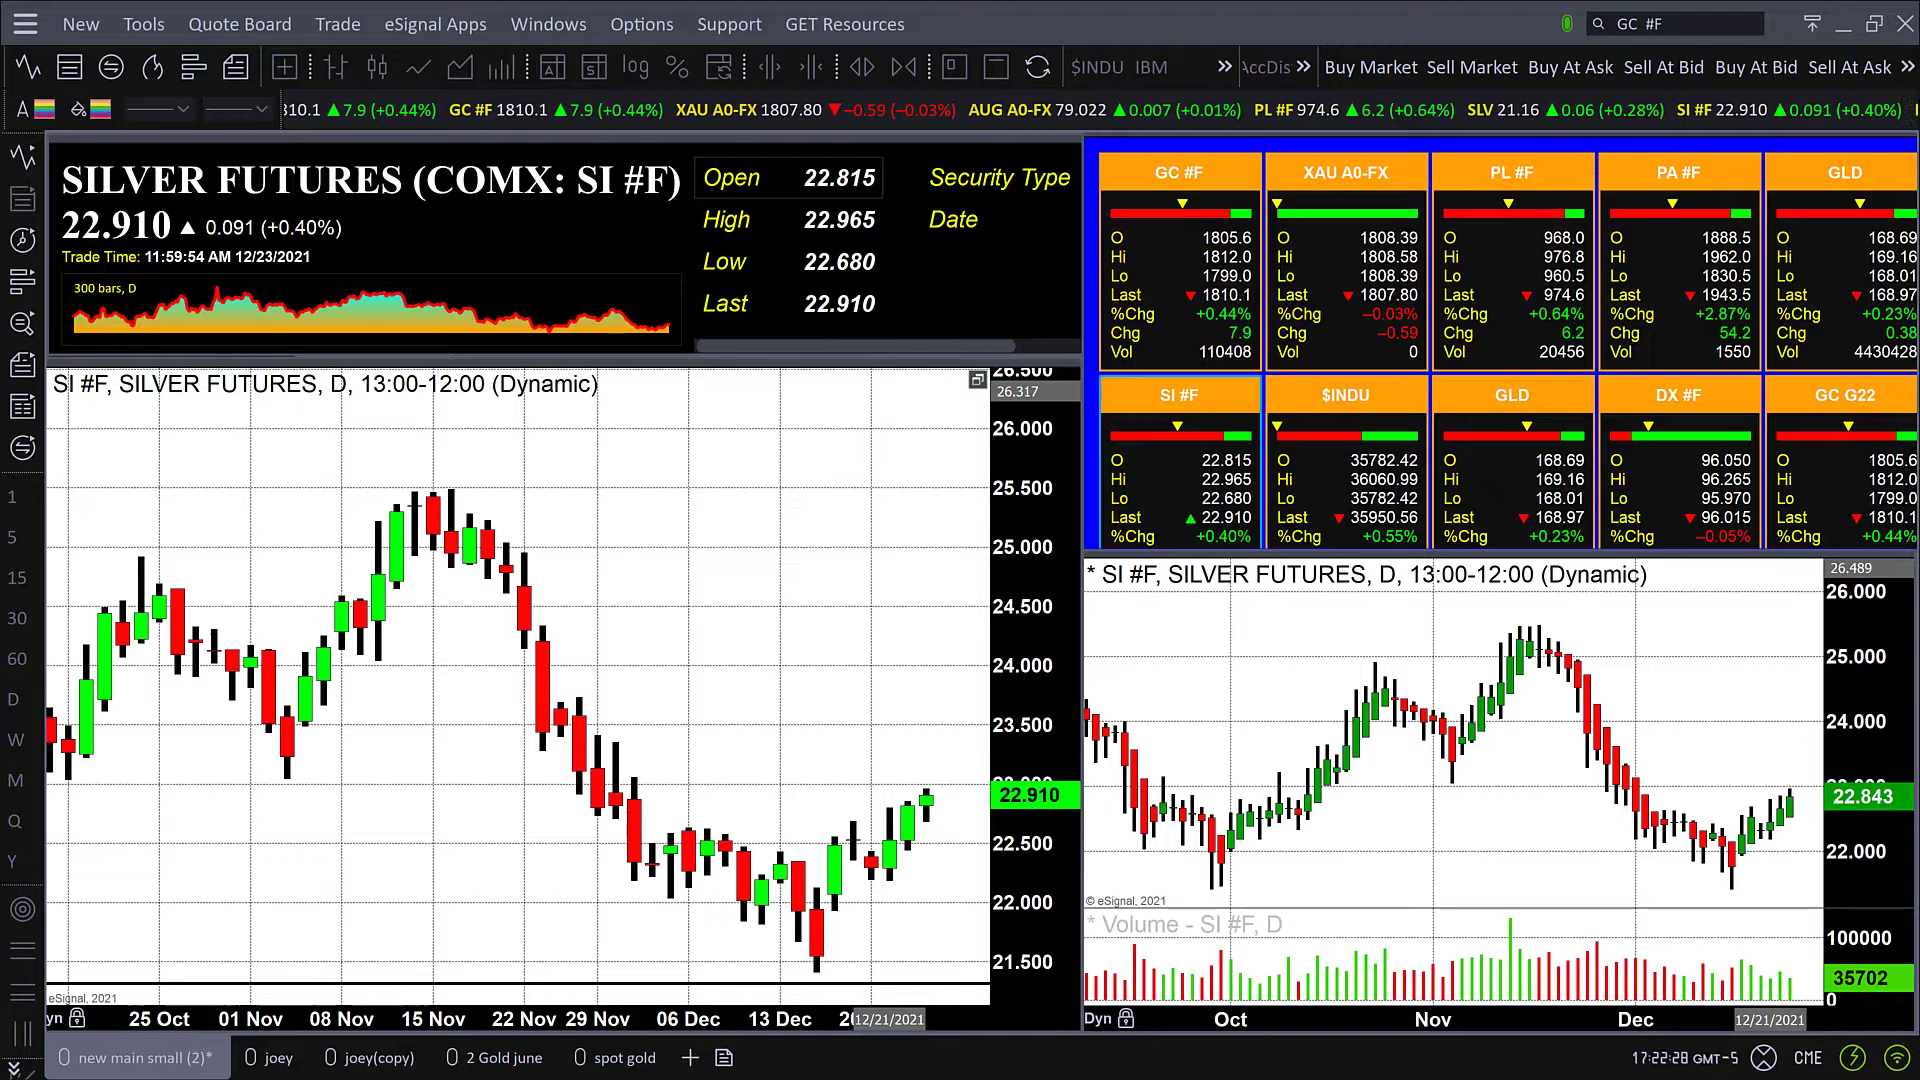 New Tools Quote Board Trade eSignal Apps Windows Options Support GET Resources GC #F
log $INDU IBM AccDis Buy Market Sell Market Buy At Ask Sell At Bid Buy At Bid Sell At Ask
A 810.1 ▲7.9 (+0.44%) GC #F 1810.1 ▲7.9 (+0.44%) XAU A0-FX 1807.80 ▼−0.59 (−0.03%) AUG A0-FX 79.022 ▲0.007 (+0.01%) PL #F 974.6 ▲6.2 (+0.64%) SLV 21.16 ▲0.06 (+0.28%) SI #F 22.910 ▲0.091 (+0.40%)
SILVER FUTURES (COMX: SI #F)
22.910 ▲ 0.091 (+0.40%)
Trade Time: 11:59:54 AM 12/23/2021
300 bars, D
Open 22.815
High 22.965
Low 22.680
Last 22.910
Security Type
Date
GC #F XAU A0-FX PL #F PA #F GLD
O 1805.6 O 1808.39 O 968.0 O 1888.5 O 168.69
Hi 1812.0 Hi 1808.58 Hi 976.8 Hi 1962.0 Hi 169.16
Lo 1799.0 Lo 1808.39 Lo 960.5 Lo 1830.5 Lo 168.01
Last ▼ 1810.1 Last ▼ 1807.80 Last ▼ 974.6 Last ▼ 1943.5 Last ▼ 168.97
%Chg +0.44% %Chg −0.03% %Chg +0.64% %Chg +2.87% %Chg +0.23%
Chg 7.9 Chg −0.59 Chg 6.2 Chg 54.2 Chg 0.38
Vol 110408 Vol 0 Vol 20456 Vol 1550 Vol 4430428
SI #F $INDU GLD DX #F GC G22
O 22.815 O 35782.42 O 168.69 O 96.050 O 1805.6
Hi 22.965 Hi 36060.99 Hi 169.16 Hi 96.265 Hi 1812.0
Lo 22.680 Lo 35782.42 Lo 168.01 Lo 95.970 Lo 1799.0
Last ▲ 22.910 Last ▼ 35950.56 Last ▼ 168.97 Last ▼ 96.015 Last ▼ 1810.1
%Chg +0.40% %Chg +0.55% %Chg +0.23% %Chg −0.05% %Chg +0.44%
1
5
15
30
60
D
W
M
Q
Y
SI #F, SILVER FUTURES, D, 13:00-12:00 (Dynamic)
26.500
26.317
26.000
25.500
25.000
24.500
24.000
23.500
22.910
22.500
22.000
21.500
eSignal, 2021
yn 25 Oct 01 Nov 08 Nov 15 Nov 22 Nov 29 Nov 06 Dec 13 Dec 12/21/2021
* SI #F, SILVER FUTURES, D, 13:00-12:00 (Dynamic)
26.489
26.000
25.000
24.000
22.843
22.000
© eSignal, 2021
* Volume - SI #F, D
100000
35702
0
Dyn Oct Nov Dec 12/21/2021
new main small (2)* joey joey(copy) 2 Gold june spot gold
17:22:28 GMT-5 CME